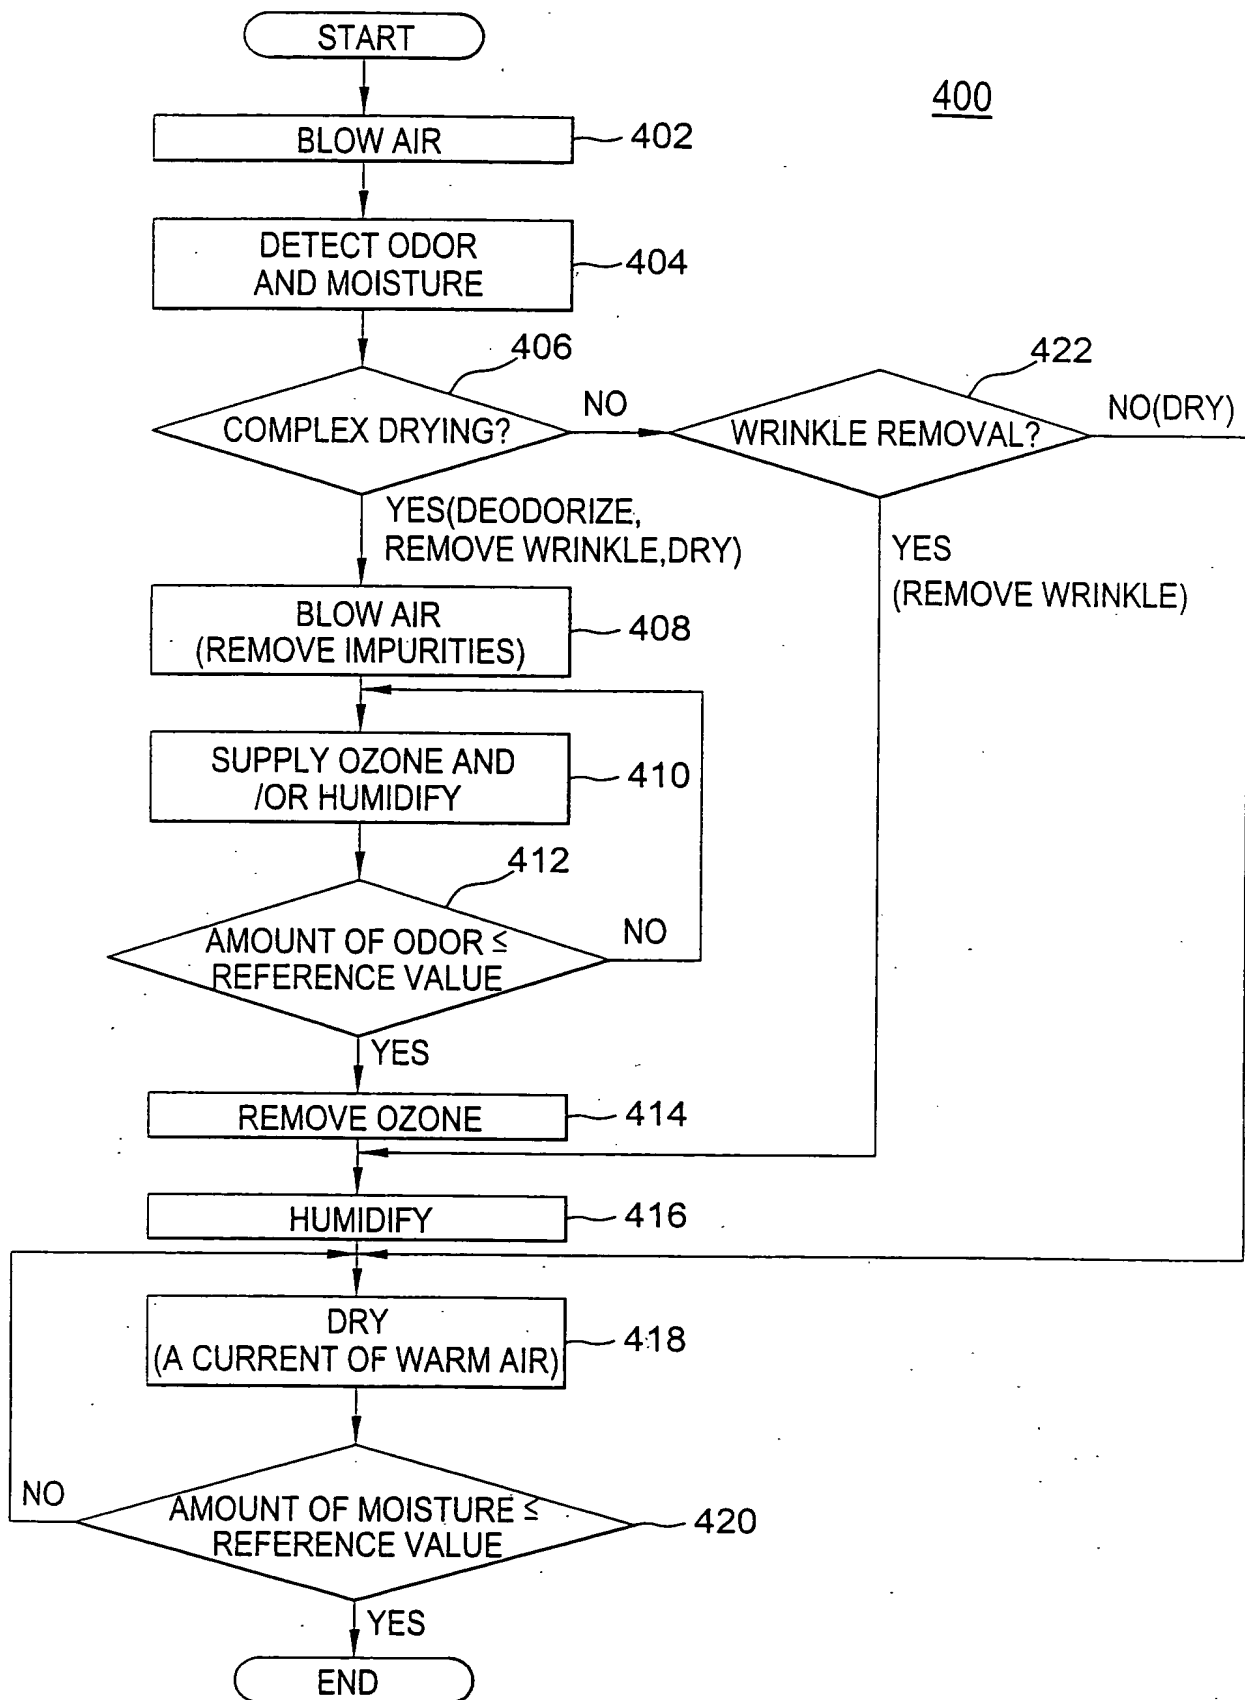 START
400
BLOW AIR
402
DETECT ODOR
AND MOISTURE
404
406
422
COMPLEX DRYING?
NO
WRINKLE REMOVAL?
NO(DRY)
YES(DEODORIZE,
REMOVE WRINKLE,DRY)
YES
(REMOVE WRINKLE)
BLOW AIR
(REMOVE IMPURITIES)
408
SUPPLY OZONE AND
/OR HUMIDIFY
410
412
AMOUNT OF ODOR ≤
REFERENCE VALUE
NO
YES
REMOVE OZONE
414
HUMIDIFY
416
DRY
(A CURRENT OF WARM AIR)
418
NO
AMOUNT OF MOISTURE ≤
REFERENCE VALUE
420
YES
END